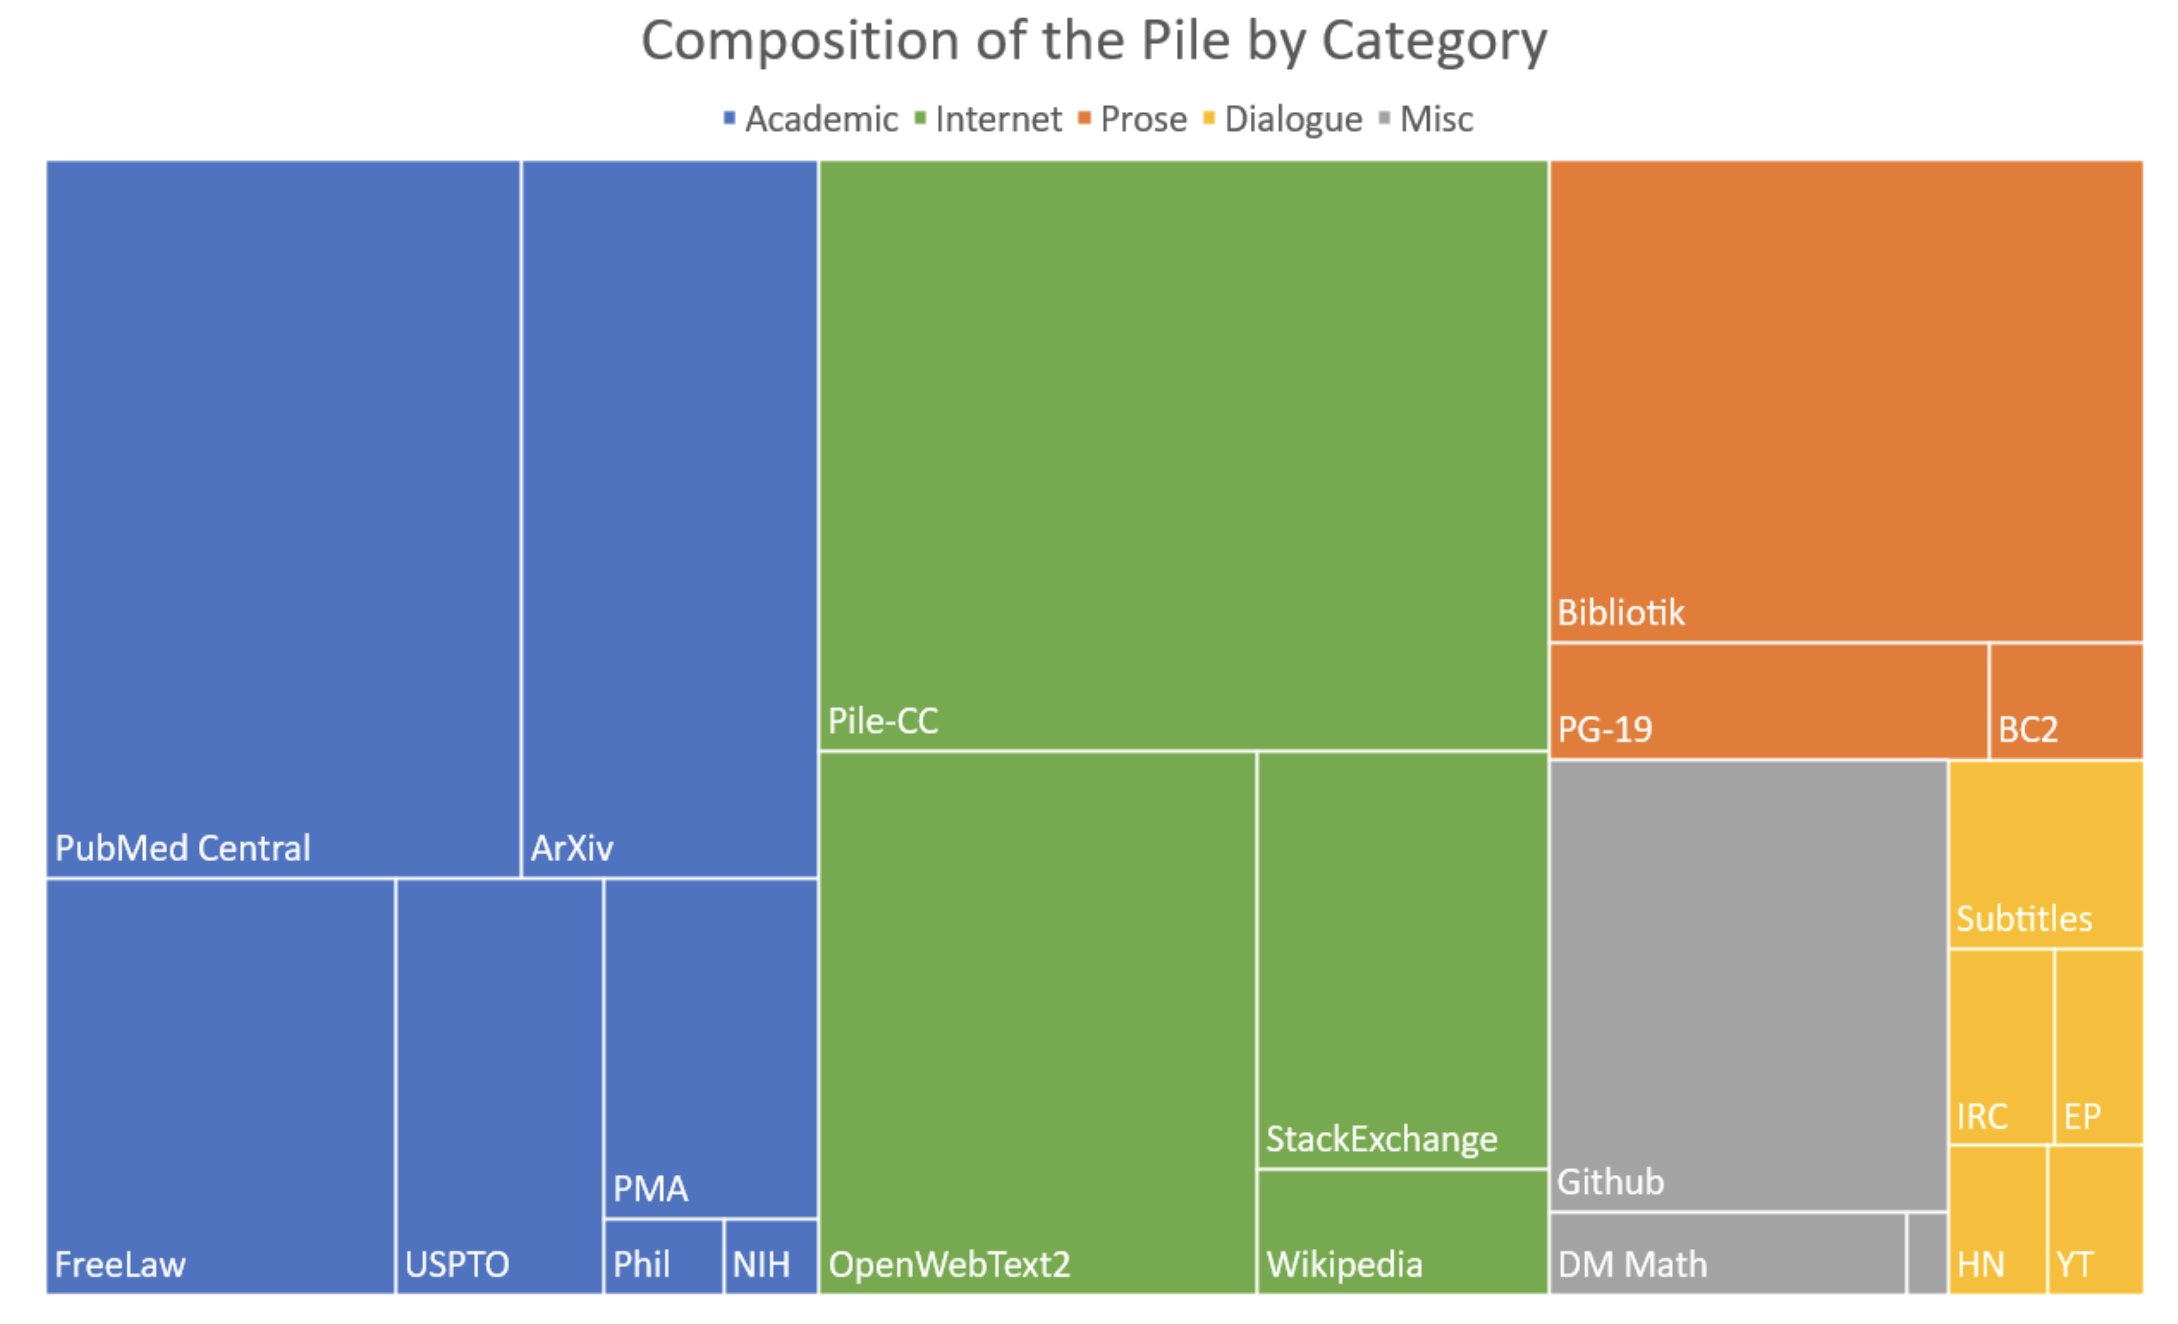 Composition of the Pile by Category
Academic Internet Prose Dialogue Misc
PubMed Central
ArXiv
FreeLaw
USPTO
PMA
Phil
NIH
Pile-CC
OpenWebText2
StackExchange
Wikipedia
Bibliotik
PG-19
BC2
Github
DM Math
Subtitles
IRC
EP
HN
YT